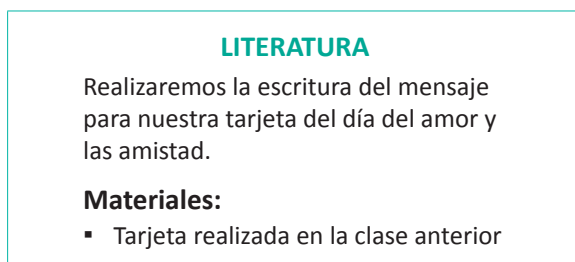 LITERATURA
Realizaremos la escritura del mensaje
para nuestra tarjeta del día del amor y
las amistad.
Materiales:
▪ Tarjeta realizada en la clase anterior